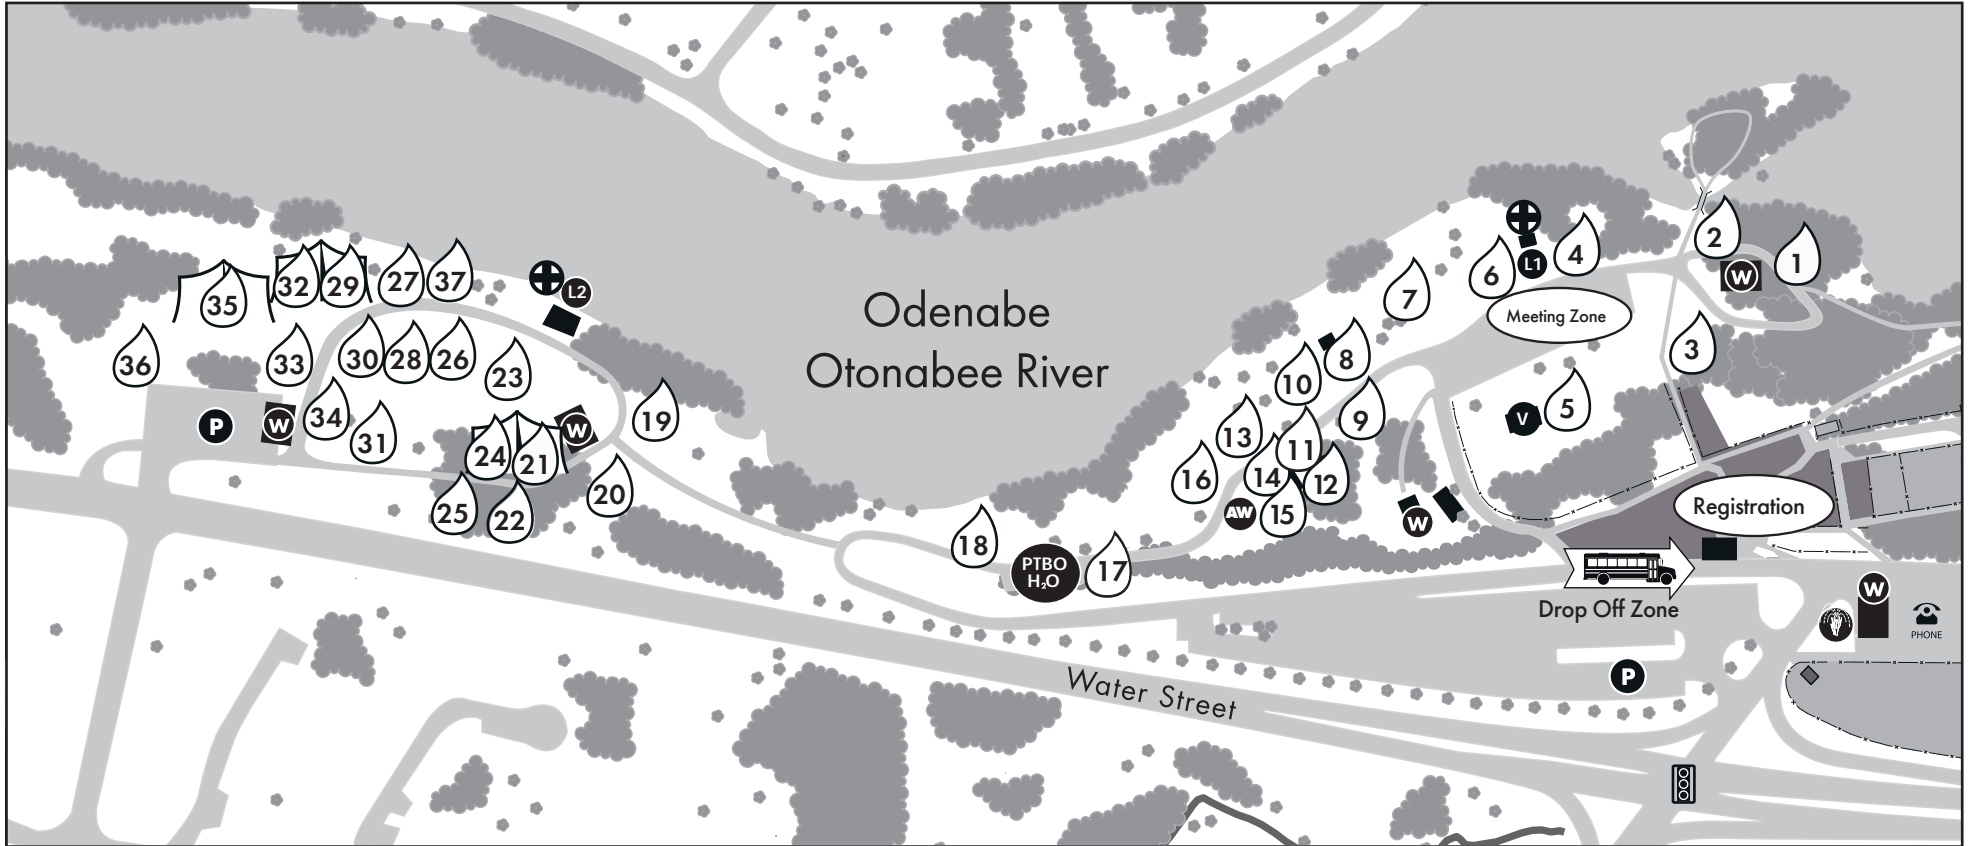 2
1
4
6
L1
W
32
29
27
37
35
L2
7
Odenabe
Otonabee River
Meeting Zone
3
36
33
30
28
26
23
10
8
9
5
V
19
P
W
34
31
W
24
21
13
11
16
14
12
20
25
22
AW
15
W
Registration
18
PTBO
H₂O
17
Drop Off Zone
W
PHONE
P
Water Street